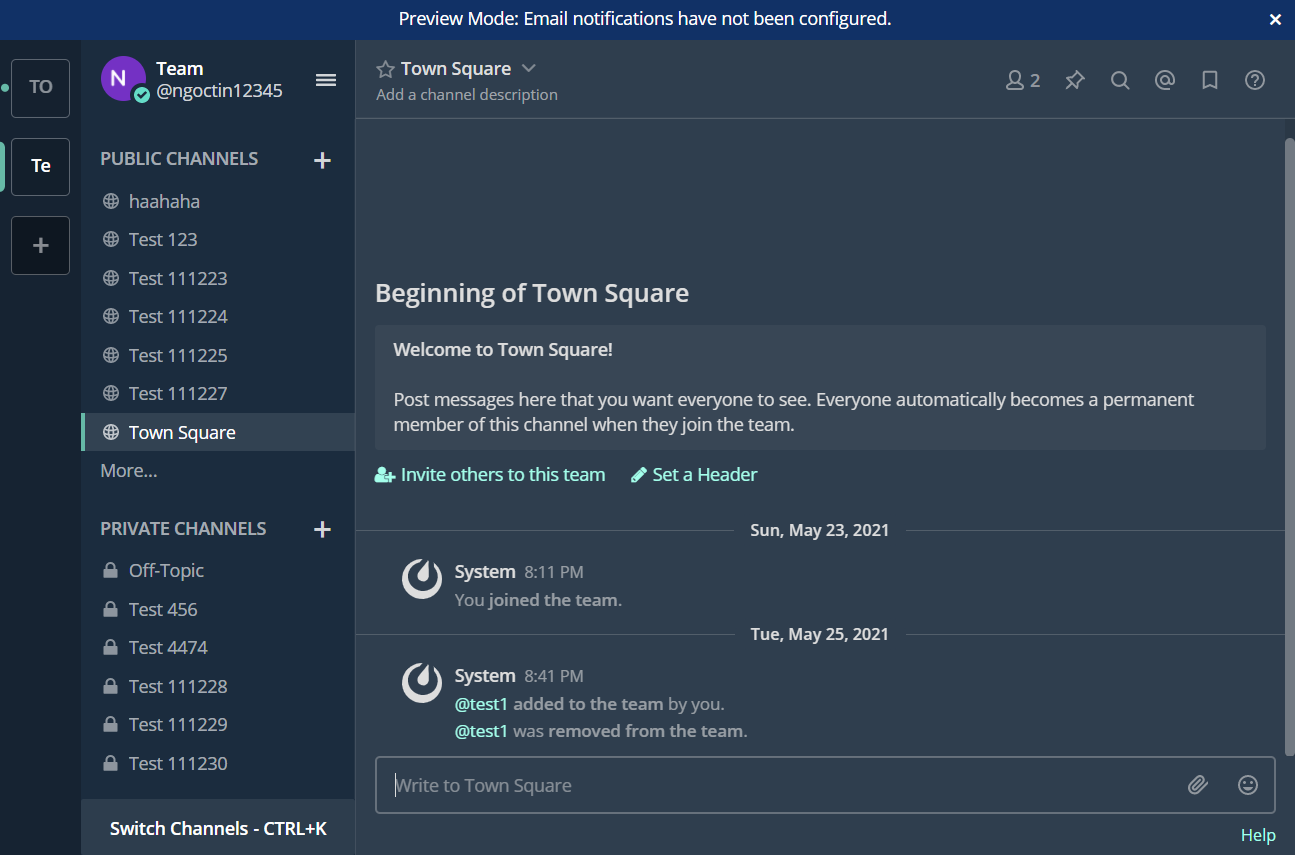 Preview Mode: Email notifications have not been configured.
TO
Te
N
Team
@ngoctin12345
PUBLIC CHANNELS
haahaha
Test 123
Test 111223
Test 111224
Test 111225
Test 111227
Town Square
More...
PRIVATE CHANNELS
Off-Topic
Test 456
Test 4474
Test 111228
Test 111229
Test 111230
Switch Channels - CTRL+K
Town Square
Add a channel description
2
Beginning of Town Square
Welcome to Town Square!
Post messages here that you want everyone to see. Everyone automatically becomes a permanent
member of this channel when they join the team.
Invite others to this team Set a Header
Sun, May 23, 2021
System 8:11 PM
You joined the team.
Tue, May 25, 2021
System 8:41 PM
@test1 added to the team by you.
@test1 was removed from the team.
Write to Town Square
Help